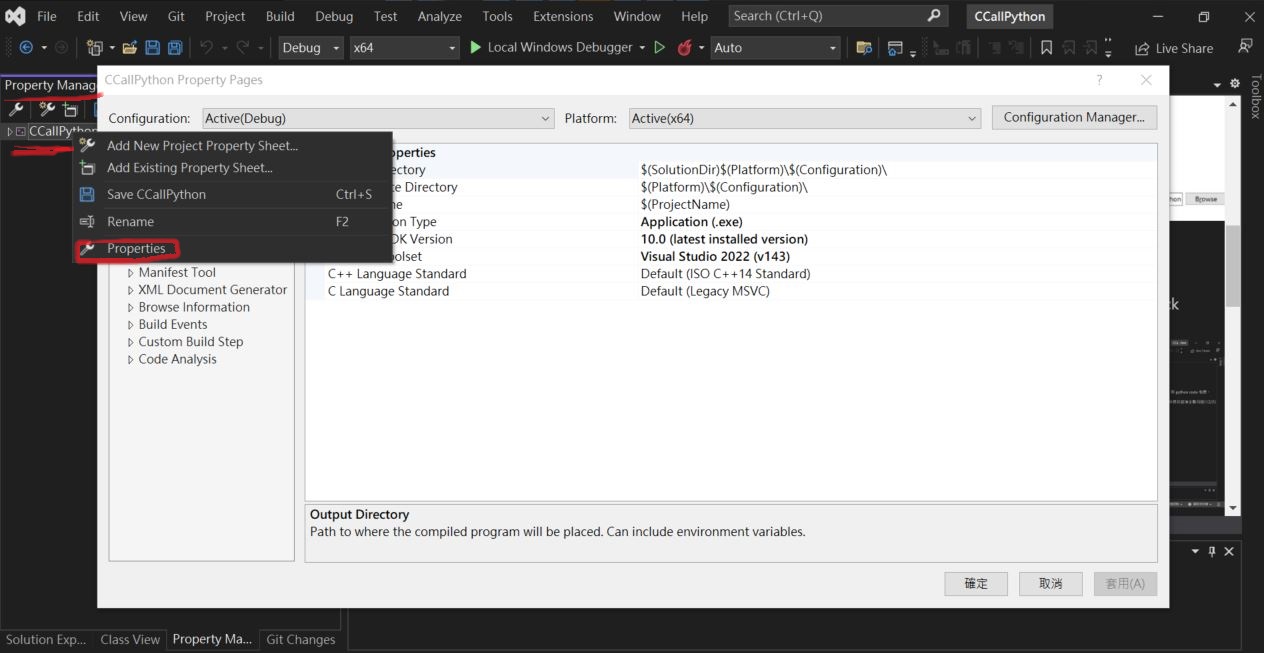 File Edit View Git Project Build Debug Test Analyze Tools Extensions Window Help Search (Ctrl+Q) CCallPython
Debug x64 Local Windows Debugger Auto Live Share
Property Manag
CCallPython Property Pages
Toolbox
Configuration: Active(Debug) Platform: Active(x64) Configuration Manager...
CCallPython
Add New Project Property Sheet...
Add Existing Property Sheet...
Save CCallPython Ctrl+S
Rename F2
Properties
operties
ectory $(SolutionDir)$(Platform)\$(Configuration)\
te Directory $(Platform)\$(Configuration)\
ne $(ProjectName)
on Type Application (.exe)
DK Version 10.0 (latest installed version)
olset Visual Studio 2022 (v143)
C++ Language Standard Default (ISO C++14 Standard)
C Language Standard Default (Legacy MSVC)
Manifest Tool
XML Document Generator
Browse Information
Build Events
Custom Build Step
Code Analysis
hon Browse
ck
Output Directory
Path to where the compiled program will be placed. Can include environment variables.
確定 取消 套用(A)
Solution Exp... Class View Property Ma... Git Changes